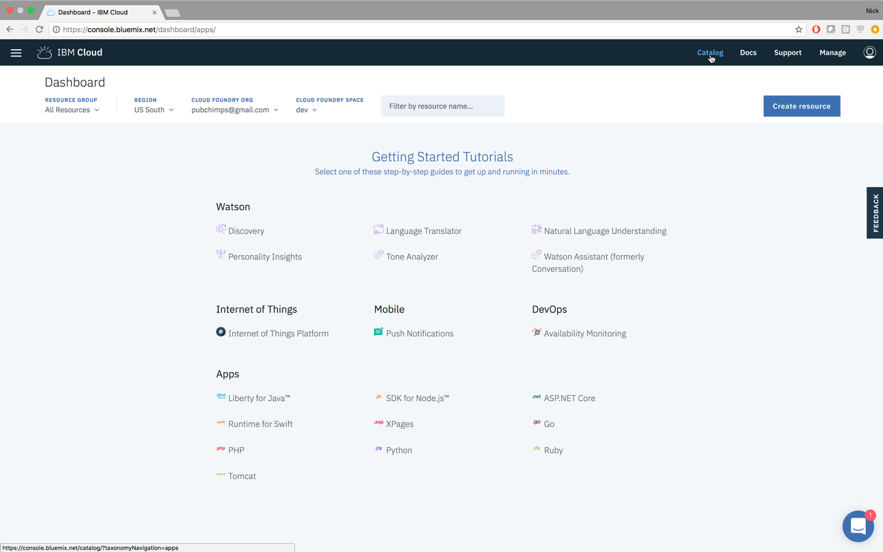 Dashboard - IBM Cloud
Nick
https://console.bluemix.net/dashboard/apps/
IBM Cloud
Catalog
Docs
Support
Manage
Dashboard
RESOURCE GROUP
All Resources
REGION
US South
CLOUD FOUNDRY ORG
pubchimps@gmail.com
CLOUD FOUNDRY SPACE
dev
Filter by resource name...
Create resource
Getting Started Tutorials
Select one of these step-by-step guides to get up and running in minutes.
FEEDBACK
Watson
Discovery
Language Translator
Natural Language Understanding
Personality Insights
Tone Analyzer
Watson Assistant (formerly
Conversation)
Internet of Things
Mobile
DevOps
Internet of Things Platform
Push Notifications
Availability Monitoring
Apps
Liberty for Java™
SDK for Node.js™
ASP.NET Core
Runtime for Swift
XPages
Go
PHP
Python
Ruby
Tomcat
1
https://console.bluemix.net/catalog/?taxonomyNavigation=apps